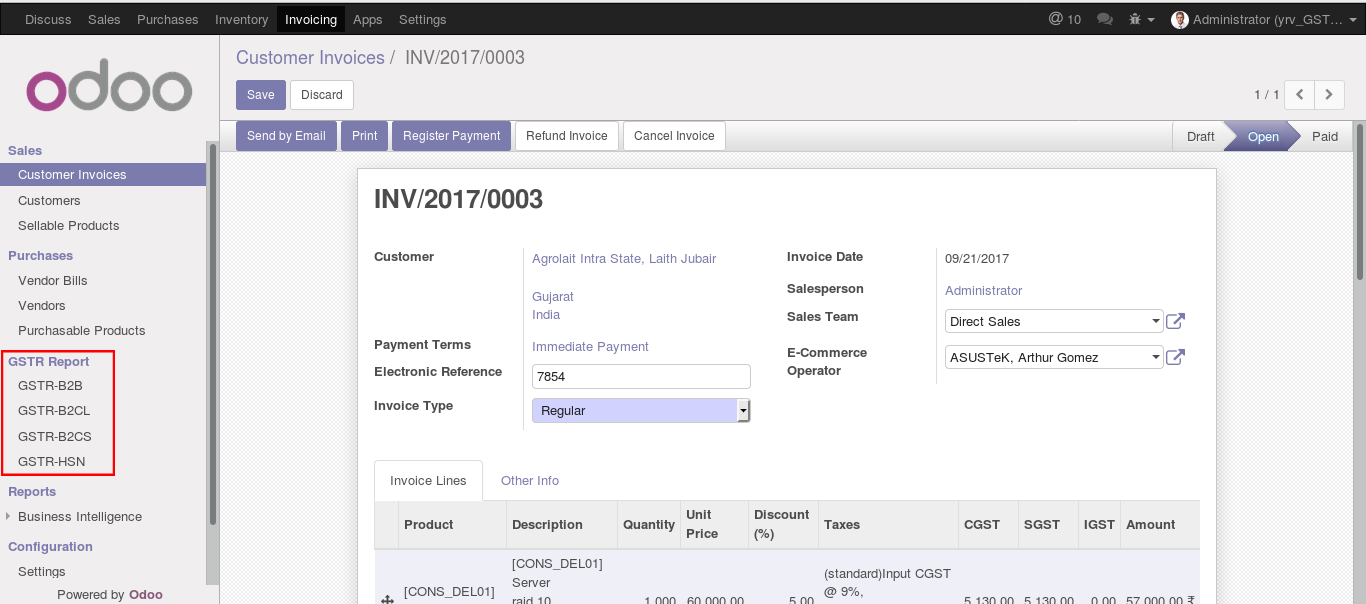 Discuss Sales Purchases Inventory Invoicing Apps Settings @ 10 Administrator (yrv_GST...
odoo
Sales
Customer Invoices
Customers
Sellable Products
Purchases
Vendor Bills
Vendors
Purchasable Products
GSTR Report
GSTR-B2B
GSTR-B2CL
GSTR-B2CS
GSTR-HSN
Reports
Business Intelligence
Configuration
Settings
Powered by Odoo
Customer Invoices / INV/2017/0003
Save Discard
1 / 1
Send by Email Print Register Payment Refund Invoice Cancel Invoice
Draft Open Paid
INV/2017/0003
Customer Agrolait Intra State, Laith Jubair
Gujarat
India
Payment Terms Immediate Payment
Electronic Reference 7854
Invoice Type Regular
Invoice Date 09/21/2017
Salesperson Administrator
Sales Team Direct Sales
E-Commerce Operator ASUSTeK, Arthur Gomez
Invoice Lines Other Info
Product Description Quantity Unit Price Discount (%) Taxes CGST SGST IGST Amount
[CONS_DEL01]
Server
(standard)Input CGST
[CONS_DEL01] raid 10 1.000 60,000.00 5.00 @ 9%, 5,130.00 5,130.00 0.00 57,000.00 ₹